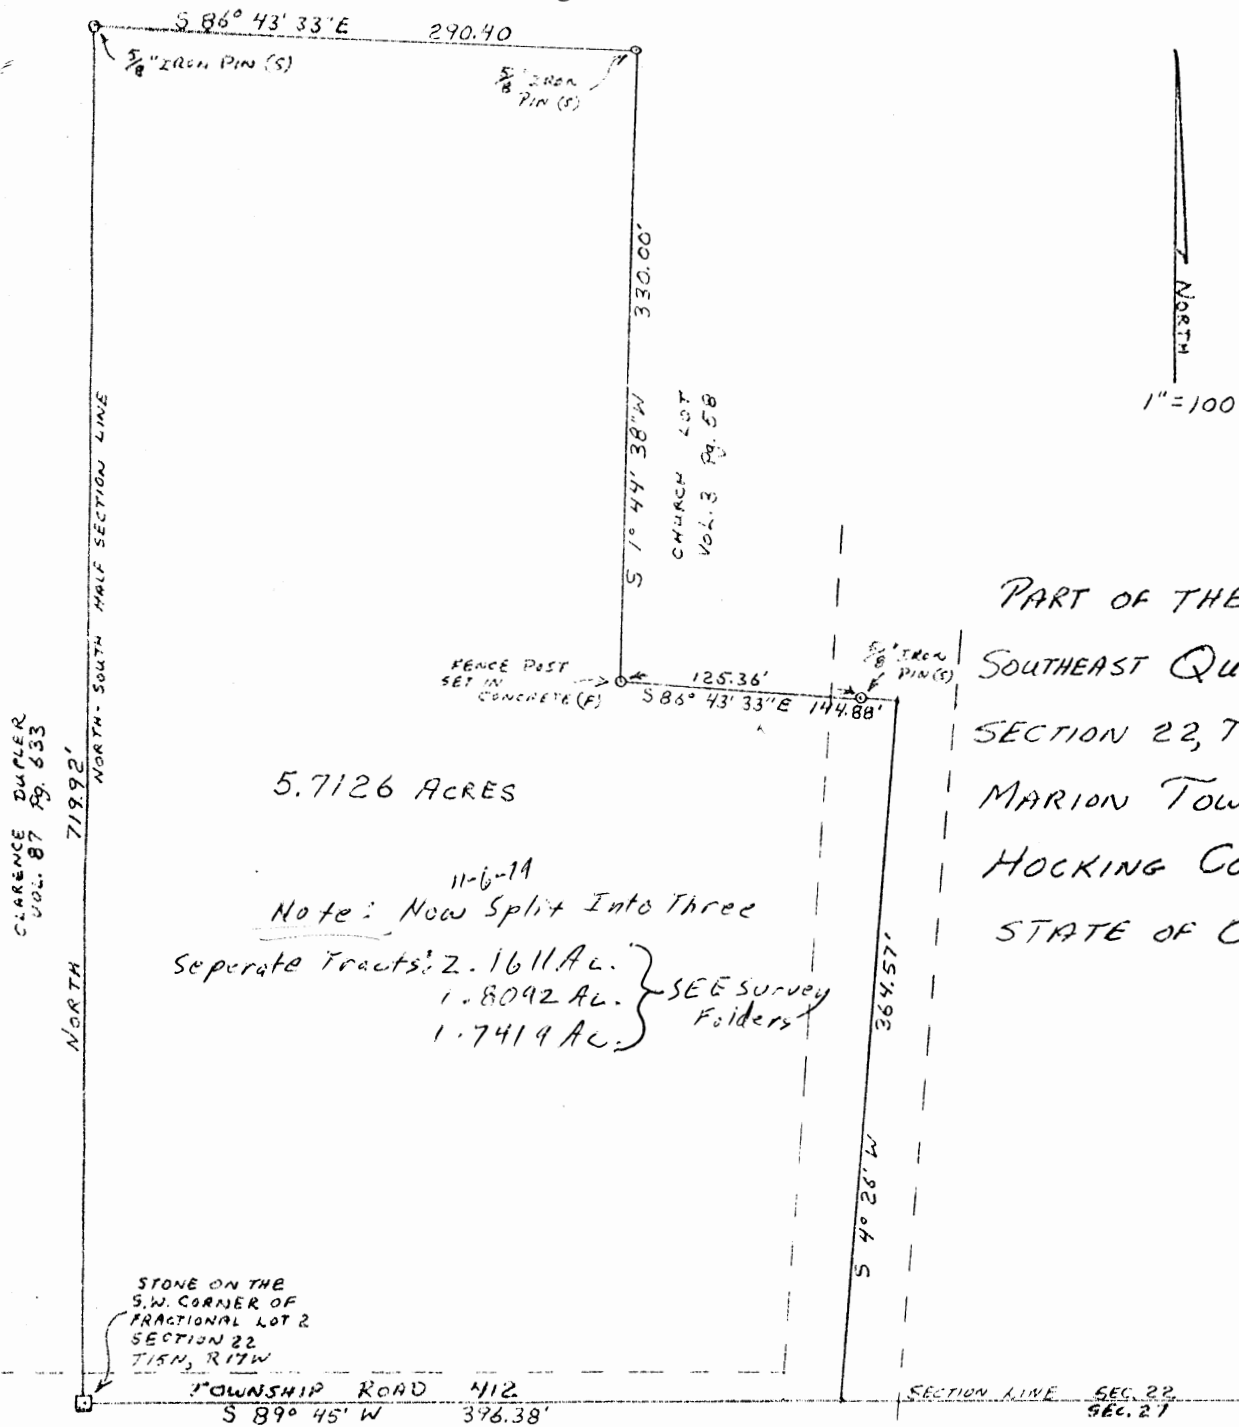 S 86° 43' 33" E 290.40
5/8" IRON PIN (S)
5/8" IRON
PIN (S)
330.00'
S 1° 44' 38" W
CHURCH LOT
VOL. 3 Pg. 58
NORTH
1" = 100
NORTH-SOUTH HALF SECTION LINE
CLARENCE DUPLER
VOL. 87 Pg. 633
NORTH 719.92'
FENCE POST
SET IN
CONCRETE (F)
125.36'
S 86° 43' 33" E 144.88'
5/8" IRON
PIN (S)
PART OF THE
SOUTHEAST QU
SECTION 22, T
MARION TOW
HOCKING CO
STATE OF O
5.7126 ACRES
11-6-79
Note: Now Split Into Three
Seperate Tracts: 2.1611 Ac.
1.8092 Ac.
1.7419 Ac.
SEE Survey
Folders
364.57'
S 4° 26' W
STONE ON THE
S.W. CORNER OF
FRACTIONAL LOT 2
SECTION 22
T15N, R17W
TOWNSHIP ROAD 412
S 89° 45' W 396.38'
SECTION LINE SEC. 22
SEC. 27